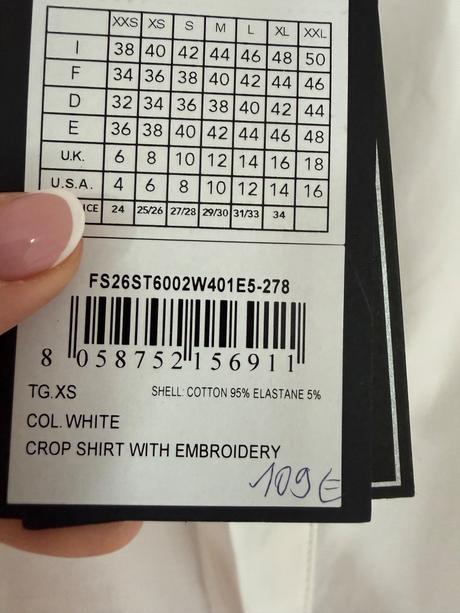 XXS XS S M L XL XXL
I 38 40 42 44 46 48 50
F 34 36 38 40 42 44 46
D 32 34 36 38 40 42 44
E 36 38 40 42 44 46 48
U.K. 6 8 10 12 14 16 18
U.S.A. 4 6 8 10 12 14 16
ICE 24 25/26 27/28 29/30 31/33 34
FS26ST6002W401E5-278
8 058752 156911
TG.XS SHELL: COTTON 95% ELASTANE 5%
COL.WHITE
CROP SHIRT WITH EMBROIDERY
109€